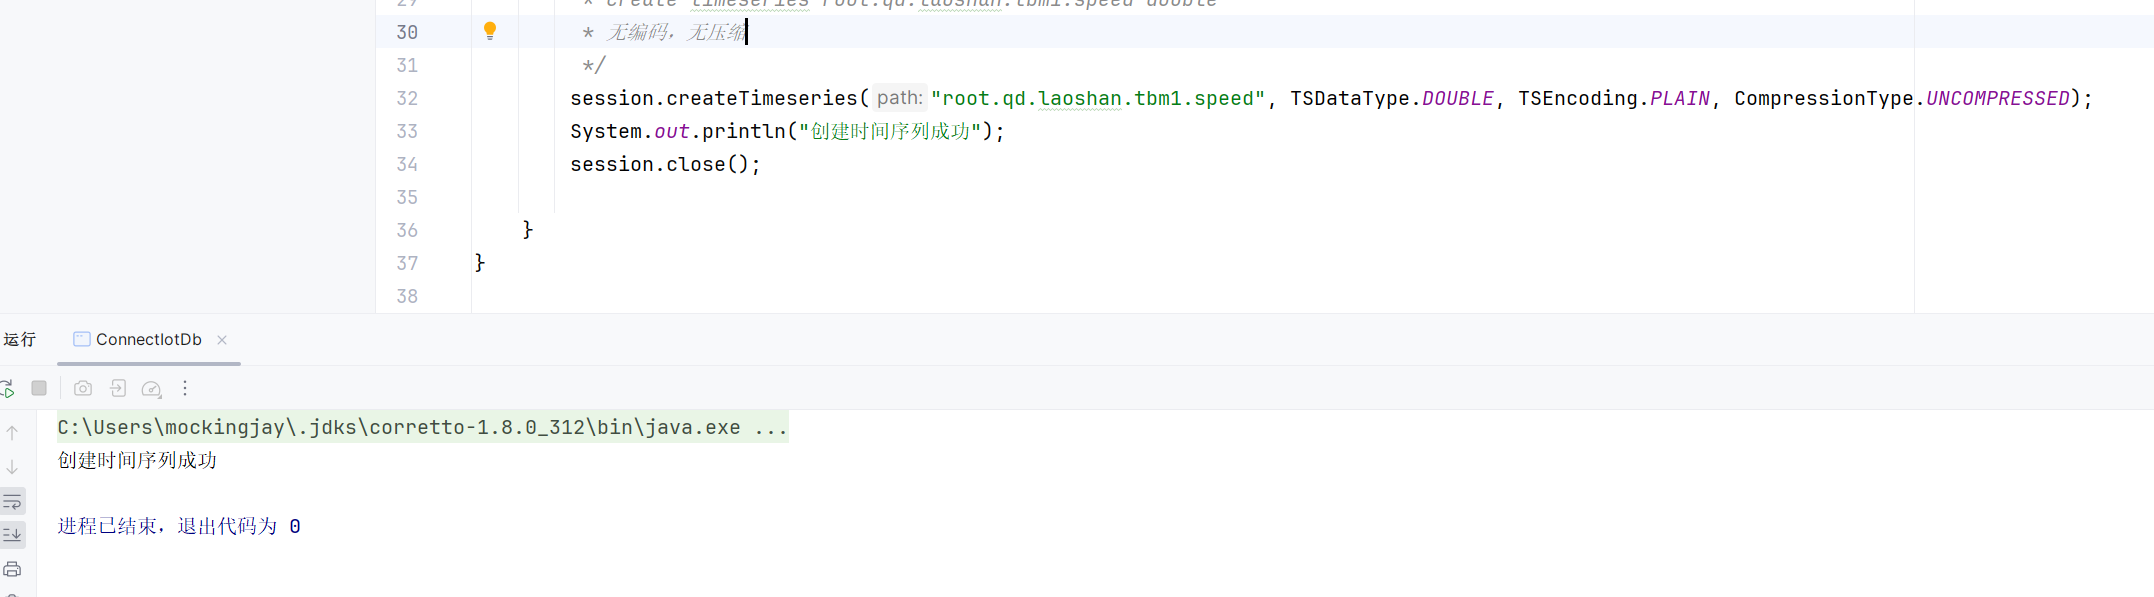 29 * create timeseries root.qd.laoshan.tbm1.speed double
30 * 无编码，无压缩
31 */
32 session.createTimeseries( path: "root.qd.laoshan.tbm1.speed", TSDataType.DOUBLE, TSEncoding.PLAIN, CompressionType.UNCOMPRESSED);
33 System.out.println("创建时间序列成功");
34 session.close();
35
36 }
37 }
38
运行 ConnectIotDb
C:\Users\mockingjay\.jdks\corretto-1.8.0_312\bin\java.exe ...
创建时间序列成功
进程已结束，退出代码为 0